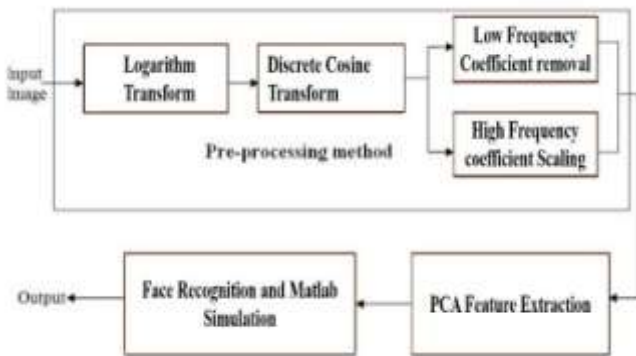 Input
image
Logarithm
Transform
Discrete Cosine
Transform
Low Frequency
Coefficient removal
High Frequency
coefficient Scaling
Pre-processing method
Output
Face Recognition and Matlab
Simulation
PCA Feature Extraction